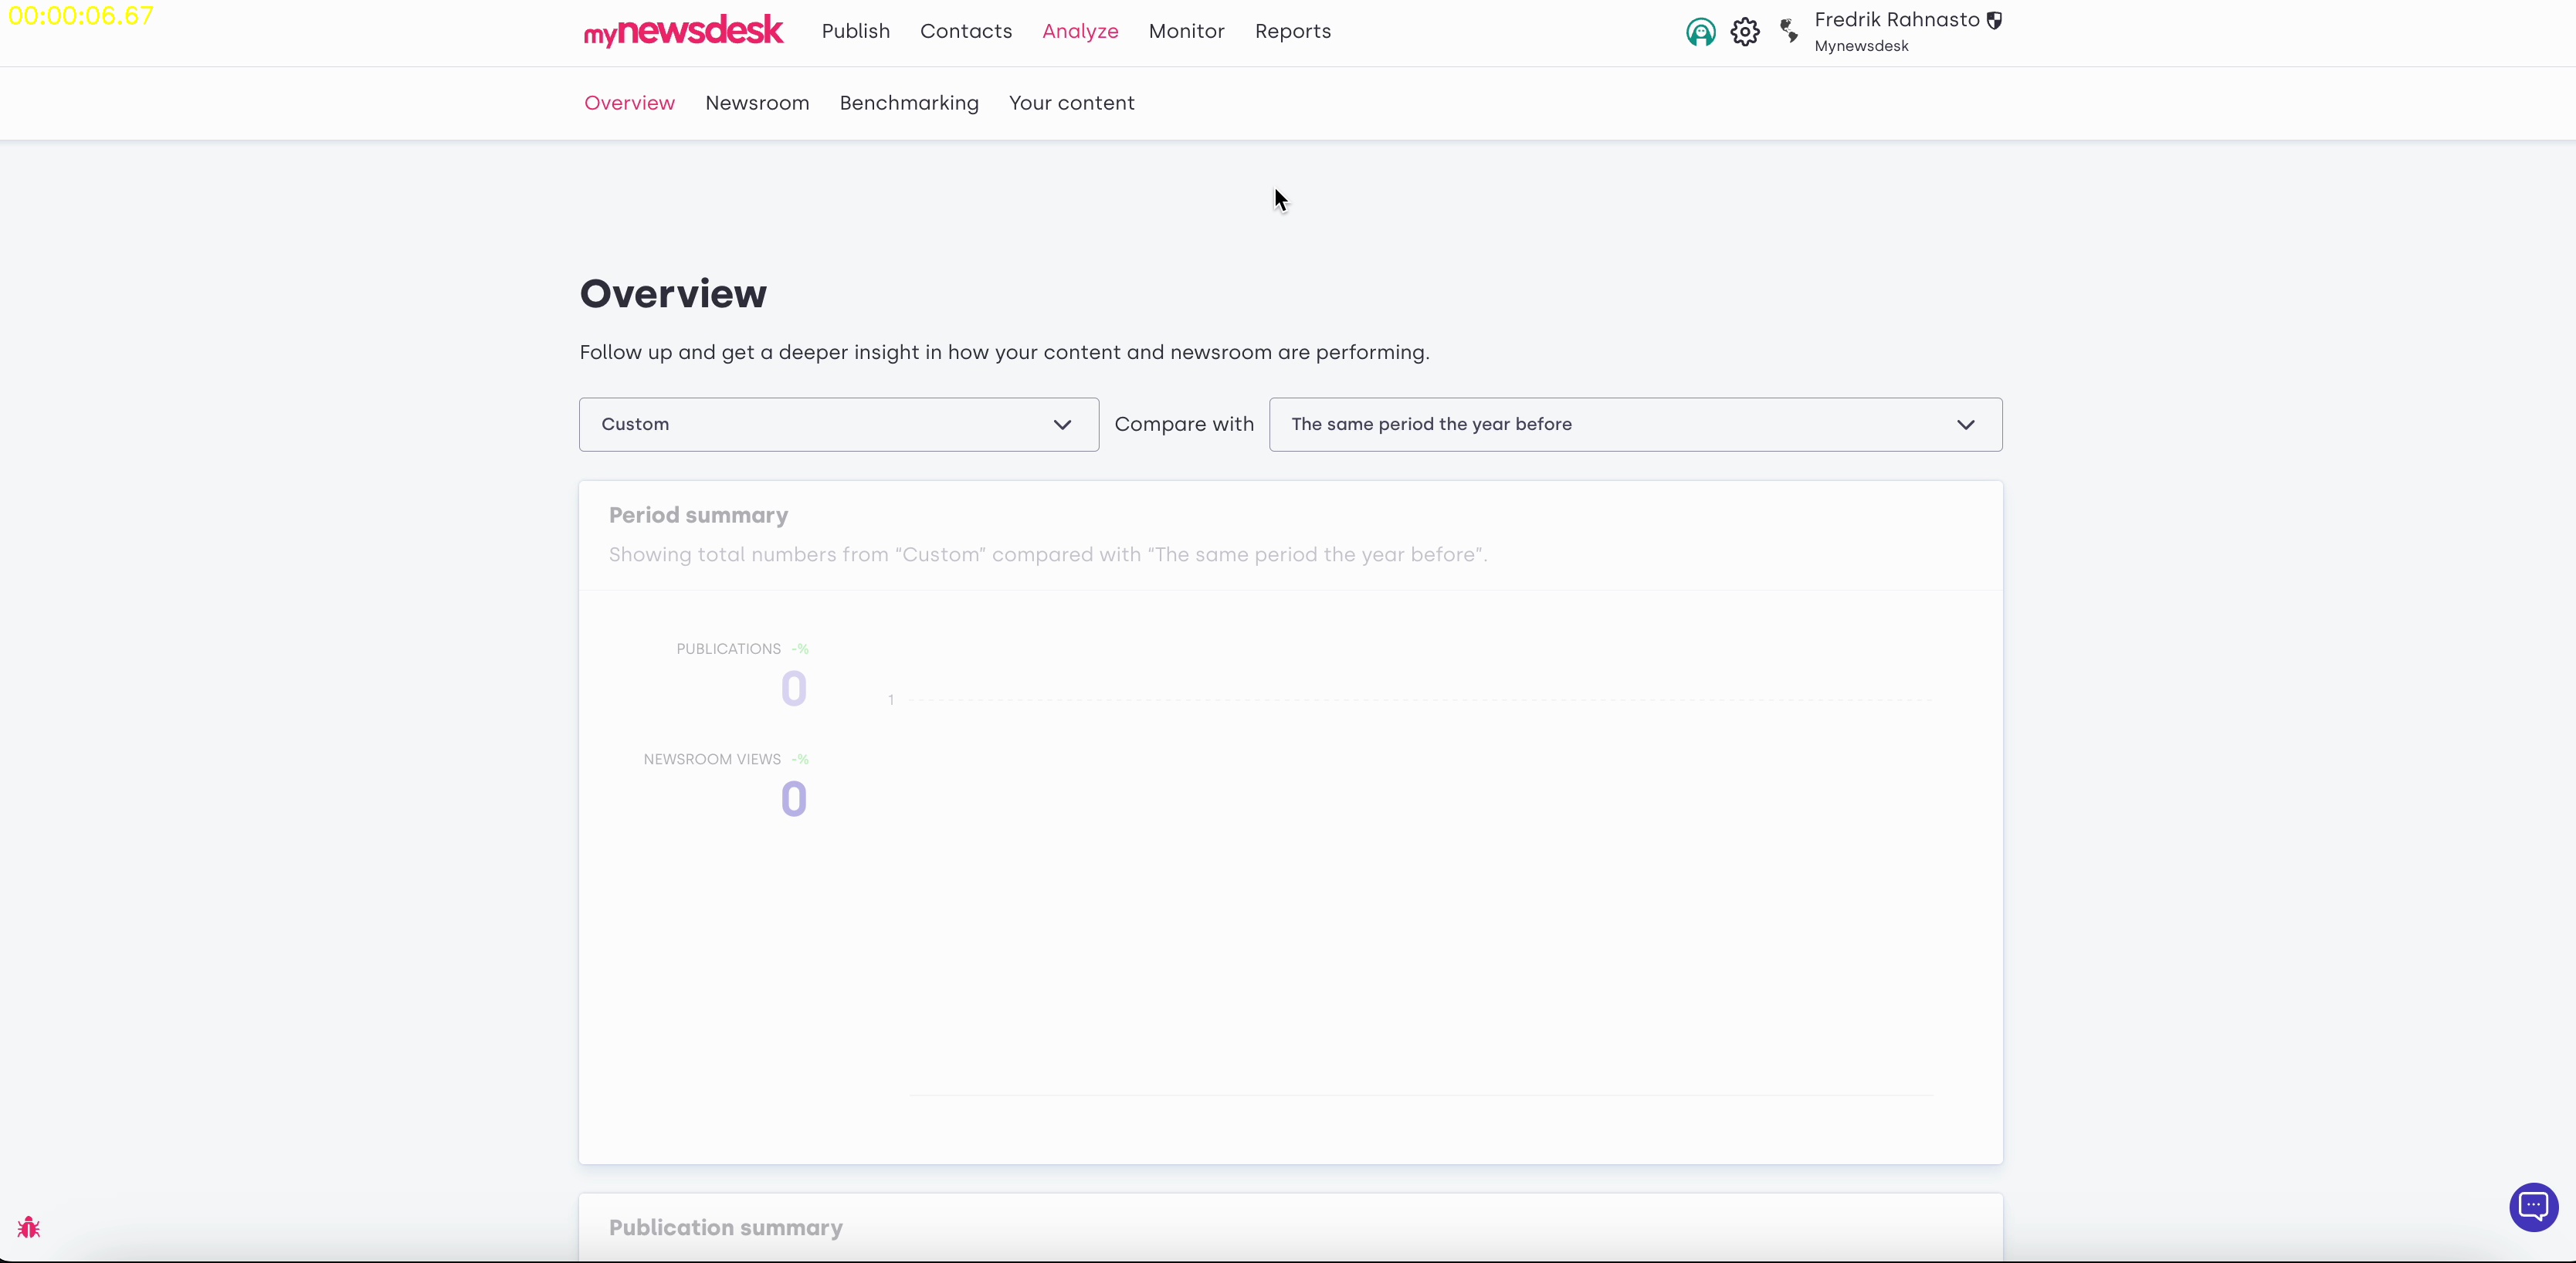 00:00:06.67
mynewsdesk
Publish
Contacts
Analyze
Monitor
Reports
Fredrik Rahnasto
Mynewsdesk
Overview
Newsroom
Benchmarking
Your content
Overview
Follow up and get a deeper insight in how your content and newsroom are performing.
Custom
Compare with
The same period the year before
Period summary
Showing total numbers from “Custom” compared with “The same period the year before”.
PUBLICATIONS -%
0
1
NEWSROOM VIEWS -%
0
Publication summary